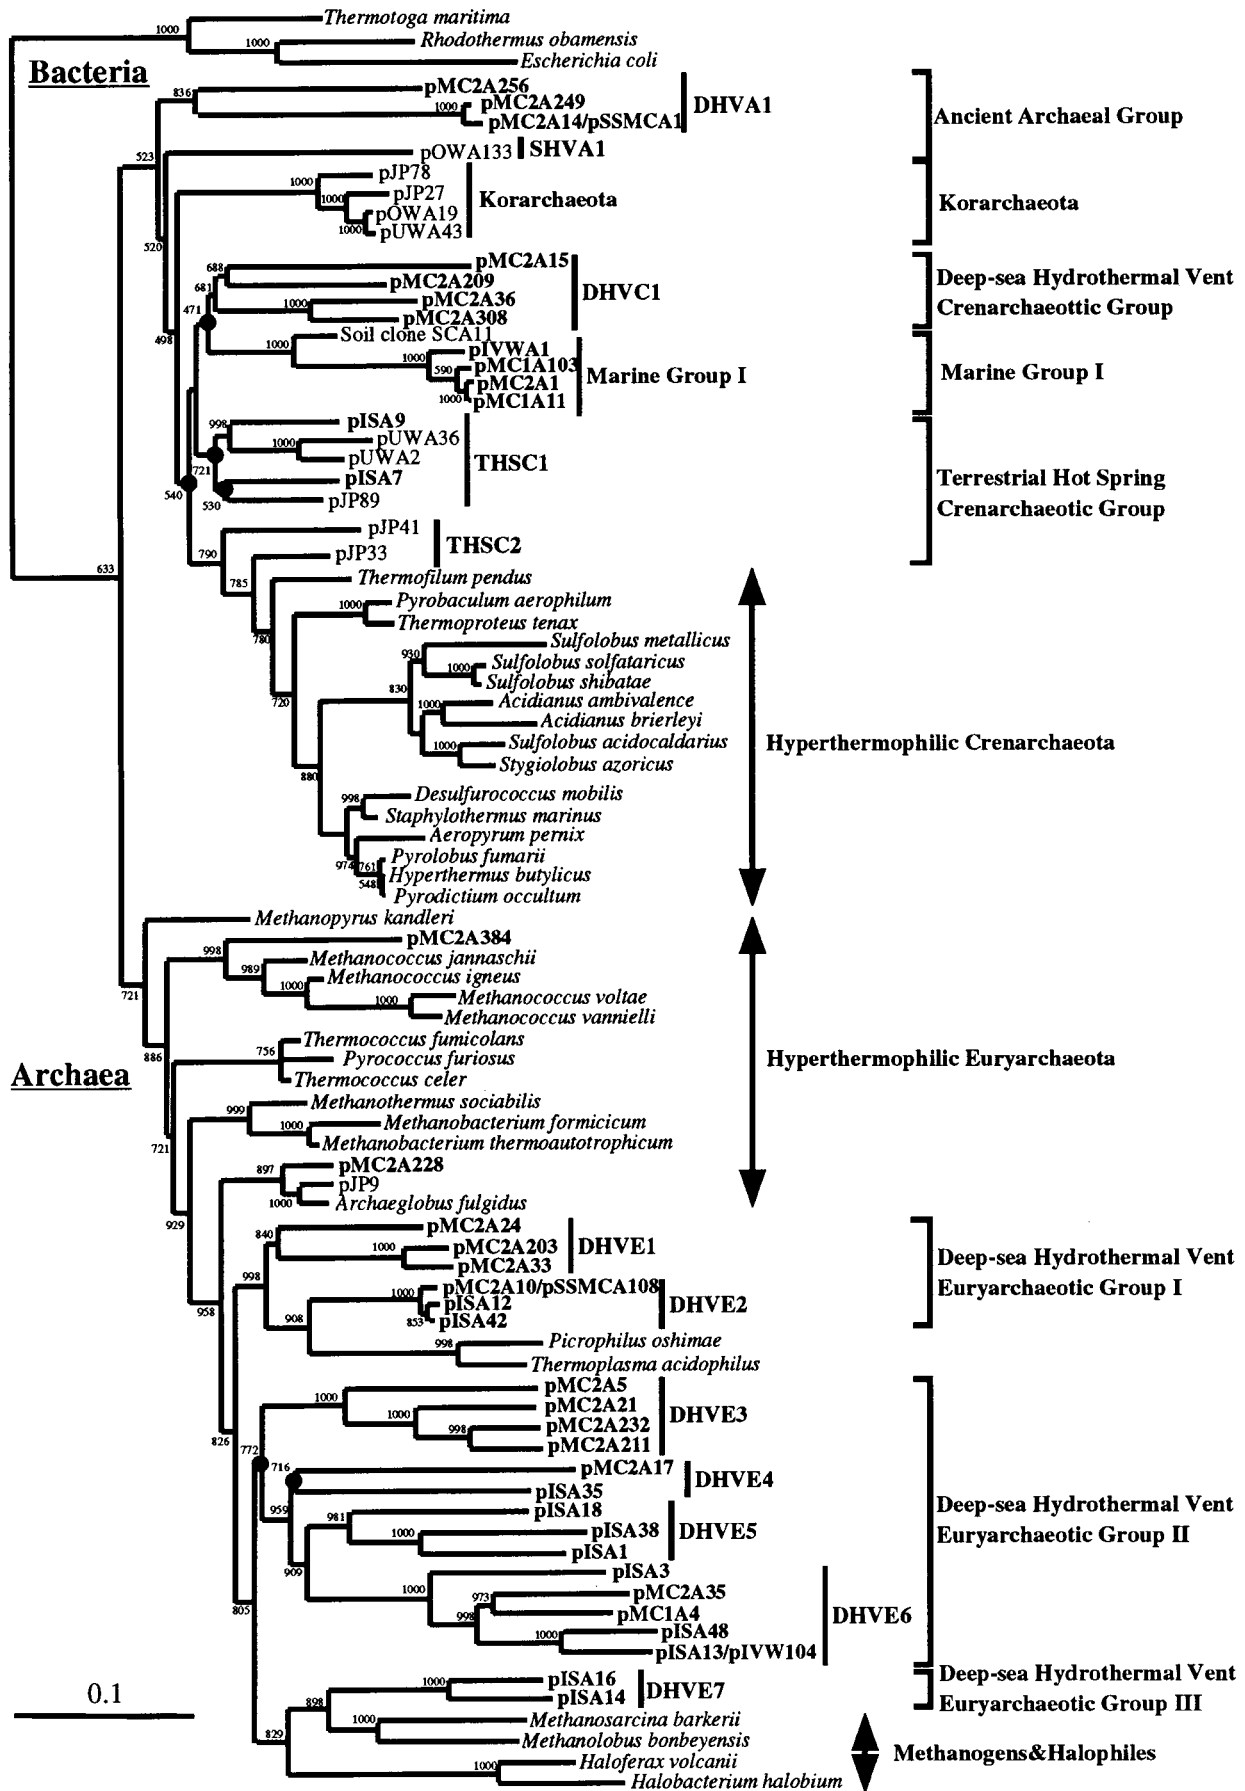 1000
Thermotoga maritima
1000
Rhodothermus obamensis
Escherichia coli
Bacteria
836
pMC2A256
1000
pMC2A249
pMC2A14/pSSMCA1
DHVA1
Ancient Archaeal Group
523
pOWA133
SHVA1
1000
pJP78
1000
pJP27
pOWA19
1000
pUWA43
Korarchaeota
Korarchaeota
520
688
pMC2A15
681
pMC2A209
471
1000
pMC2A36
pMC2A308
DHVC1
Deep-sea Hydrothermal Vent
Crenarchaeottic Group
498
Soil clone SCA11
1000
1000
pIVWA1
590
pMC1A103
pMC2A1
1000
pMC1A11
Marine Group I
Marine Group I
998
pISA9
1000
pUWA36
pUWA2
721
pISA7
540
530
pJP89
THSC1
Terrestrial Hot Spring
Crenarchaeotic Group
pJP41
790
pJP33
THSC2
633
785
Thermofilum pendus
1000
Pyrobaculum aerophilum
Thermoproteus tenax
780
Sulfolobus metallicus
930
1000
Sulfolobus solfataricus
Sulfolobus shibatae
830
1000
Acidianus ambivalence
720
Acidianus brierleyi
1000
Sulfolobus acidocaldarius
Stygiolobus azoricus
Hyperthermophilic Crenarchaeota
880
998
Desulfurococcus mobilis
Staphylothermus marinus
Aeropyrum pernix
974
761
Pyrolobus fumarii
Hyperthermus butylicus
548
Pyrodictium occultum
Methanopyrus kandleri
pMC2A384
998
Methanococcus jannaschii
989
Methanococcus igneus
1000
1000
Methanococcus voltae
721
Methanococcus vannielli
Thermococcus fumicolans
886
756
Pyrococcus furiosus
Hyperthermophilic Euryarchaeota
Archaea
Thermococcus celer
999
Methanothermus sociabilis
1000
Methanobacterium formicicum
721
Methanobacterium thermoautotrophicum
897
pMC2A228
pJP9
1000
Archaeglobus fulgidus
929
840
pMC2A24
1000
pMC2A203
pMC2A33
DHVE1
Deep-sea Hydrothermal Vent
Euryarchaeotic Group I
998
1000
pMC2A10/pSSMCA108
pISA12
853
pISA42
DHVE2
958
908
998
Picrophilus oshimae
Thermoplasma acidophilus
1000
pMC2A5
1000
pMC2A21
998
pMC2A232
pMC2A211
DHVE3
826
772
716
pMC2A17
pISA35
DHVE4
959
981
pISA18
1000
pISA38
pISA1
DHVE5
Deep-sea Hydrothermal Vent
Euryarchaeotic Group II
909
1000
pISA3
973
pMC2A35
998
pMC1A4
1000
pISA48
pISA13/pIVW104
DHVE6
805
1000
pISA16
pISA14
DHVE7
Deep-sea Hydrothermal Vent
Euryarchaeotic Group III
0.1
898
1000
Methanosarcina barkerii
Methanolobus bonbeyensis
829
Methanogens&Halophiles
1000
Haloferax volcanii
Halobacterium halobium